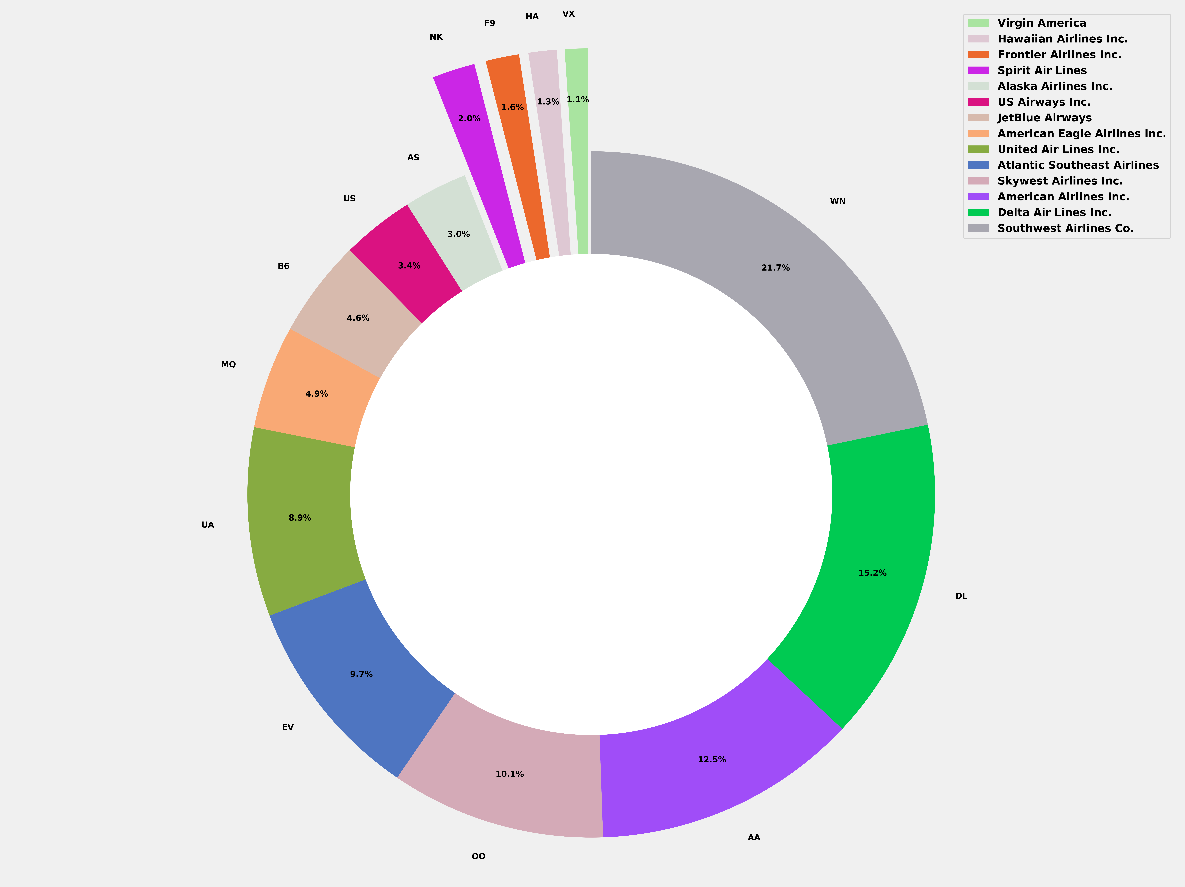 VX
HA
F9
NK
1.1%
1.3%
1.6%
2.0%
AS
US
B6
MQ
UA
EV
OO
AA
DL
WN
3.0%
3.4%
4.6%
4.9%
8.9%
9.7%
10.1%
12.5%
15.2%
21.7%
Virgin America
Hawaiian Airlines Inc.
Frontier Airlines Inc.
Spirit Air Lines
Alaska Airlines Inc.
US Airways Inc.
JetBlue Airways
American Eagle Airlines Inc.
United Air Lines Inc.
Atlantic Southeast Airlines
Skywest Airlines Inc.
American Airlines Inc.
Delta Air Lines Inc.
Southwest Airlines Co.